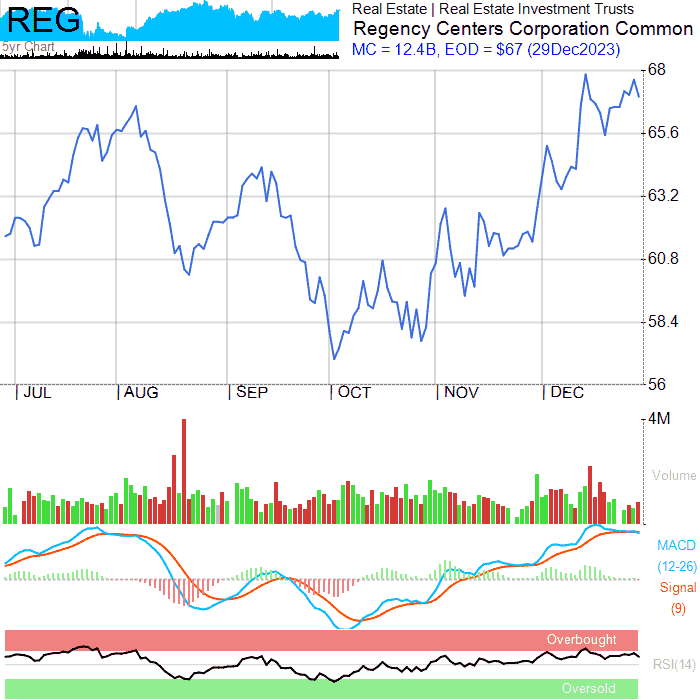 REG
5yr Chart
Real Estate | Real Estate Investment Trusts
Regency Centers Corporation Common
MC = 12.4B, EOD = $67 (29Dec2023)
68
65.6
63.2
60.8
58.4
56
JUL AUG SEP OCT NOV DEC
4M
Volume
MACD
(12-26)
Signal
(9)
Overbought
RSI(14)
Oversold